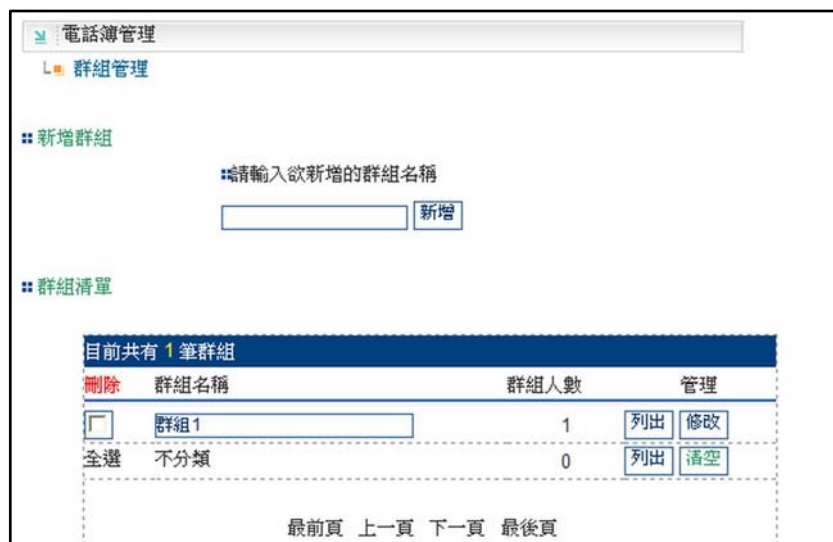 電話簿管理
群組管理
新增群組
請輸入欲新增的群組名稱
新增
群組清單
目前共有 1 筆群組
刪除 群組名稱 群組人數 管理
群組1 1 列出 修改
全選 不分類 0 列出 清空
最前頁 上一頁 下一頁 最後頁